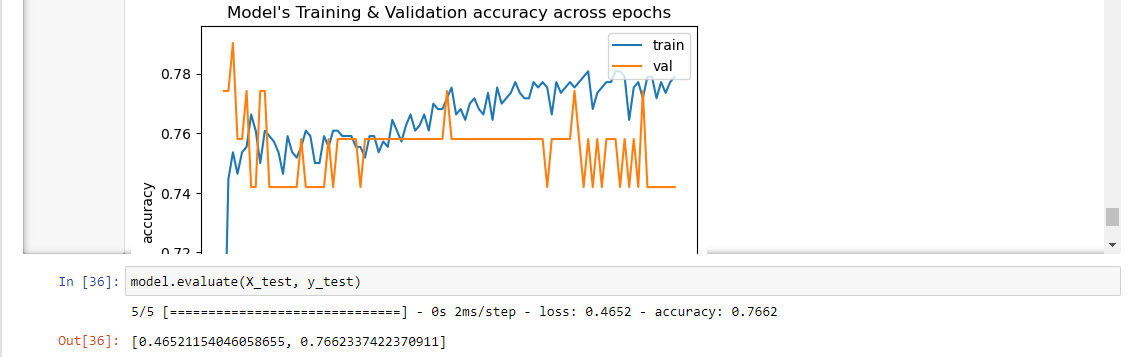 Model's Training & Validation accuracy across epochs
train
val
0.78
0.76
0.74
0.72
accuracy
In [36]: model.evaluate(X_test, y_test)
5/5 [==============================] - 0s 2ms/step - loss: 0.4652 - accuracy: 0.7662
Out[36]: [0.46521154046058655, 0.7662337422370911]